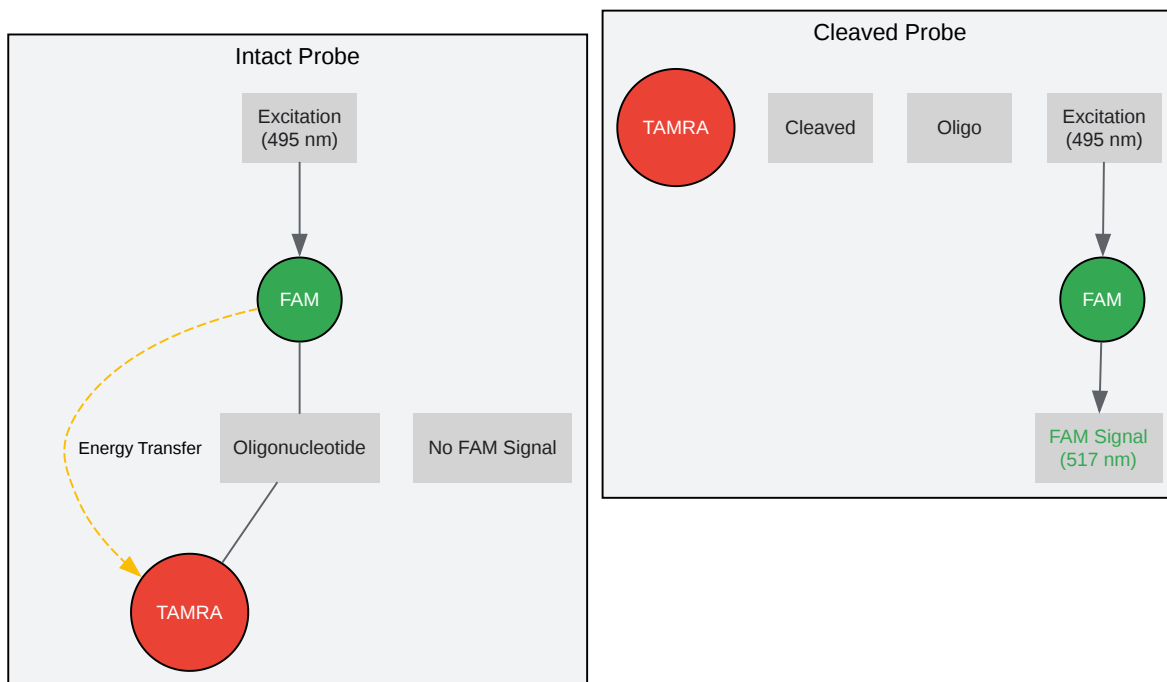 Intact Probe
Excitation
(495 nm)
FAM
Energy Transfer
Oligonucleotide
No FAM Signal
TAMRA
Cleaved Probe
TAMRA
Cleaved
Oligo
Excitation
(495 nm)
FAM
FAM Signal
(517 nm)